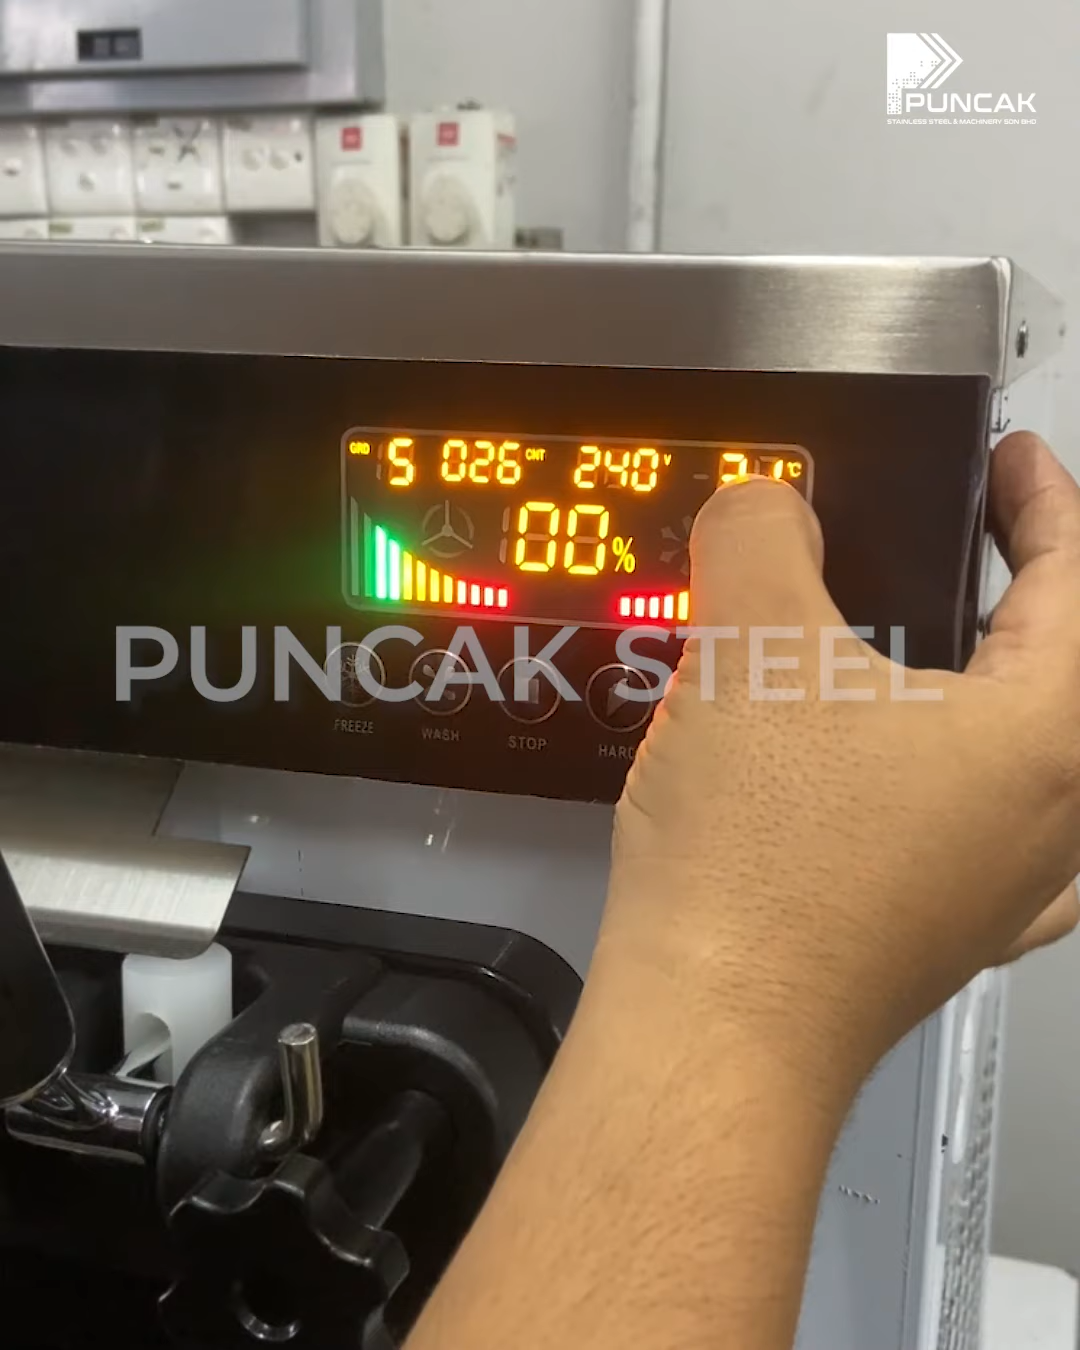 PUNCAK
STAINLESS STEEL & MACHINERY SDN BHD
GRD 5 026 CNT 240 V
°C
00%
PUNCAK STEEL
FREEZE
WASH
STOP